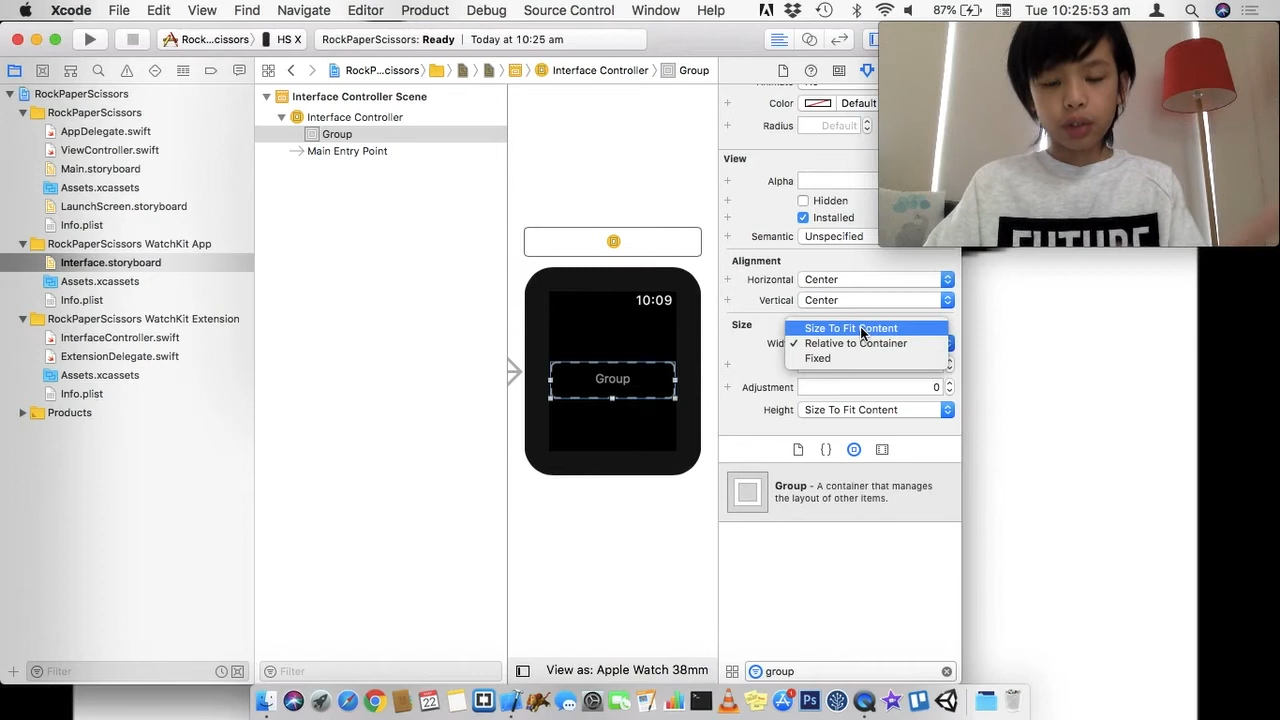 Xcode File Edit View Find Navigate Editor Product Debug Source Control Window Help 87% Tue 10:25:53 am
Rock...cissors HS X RockPaperScissors: Ready Today at 10:25 am
RockP...cissors Interface Controller Group
RockPaperScissors
RockPaperScissors
AppDelegate.swift
ViewController.swift
Main.storyboard
Assets.xcassets
LaunchScreen.storyboard
Info.plist
RockPaperScissors WatchKit App
Interface.storyboard
Assets.xcassets
Info.plist
RockPaperScissors WatchKit Extension
InterfaceController.swift
ExtensionDelegate.swift
Assets.xcassets
Info.plist
Products
Filter
Interface Controller Scene
Interface Controller
Group
Main Entry Point
Filter
10:09
Group
View as: Apple Watch 38mm
Color Default
Radius Default
View
Alpha
Hidden
Installed
Semantic Unspecified
Alignment
Horizontal Center
Vertical Center
Size
Size To Fit Content
Relative to Container
Fixed
Adjustment 0
Height Size To Fit Content
Group - A container that manages
the layout of other items.
group
FUTURE
22